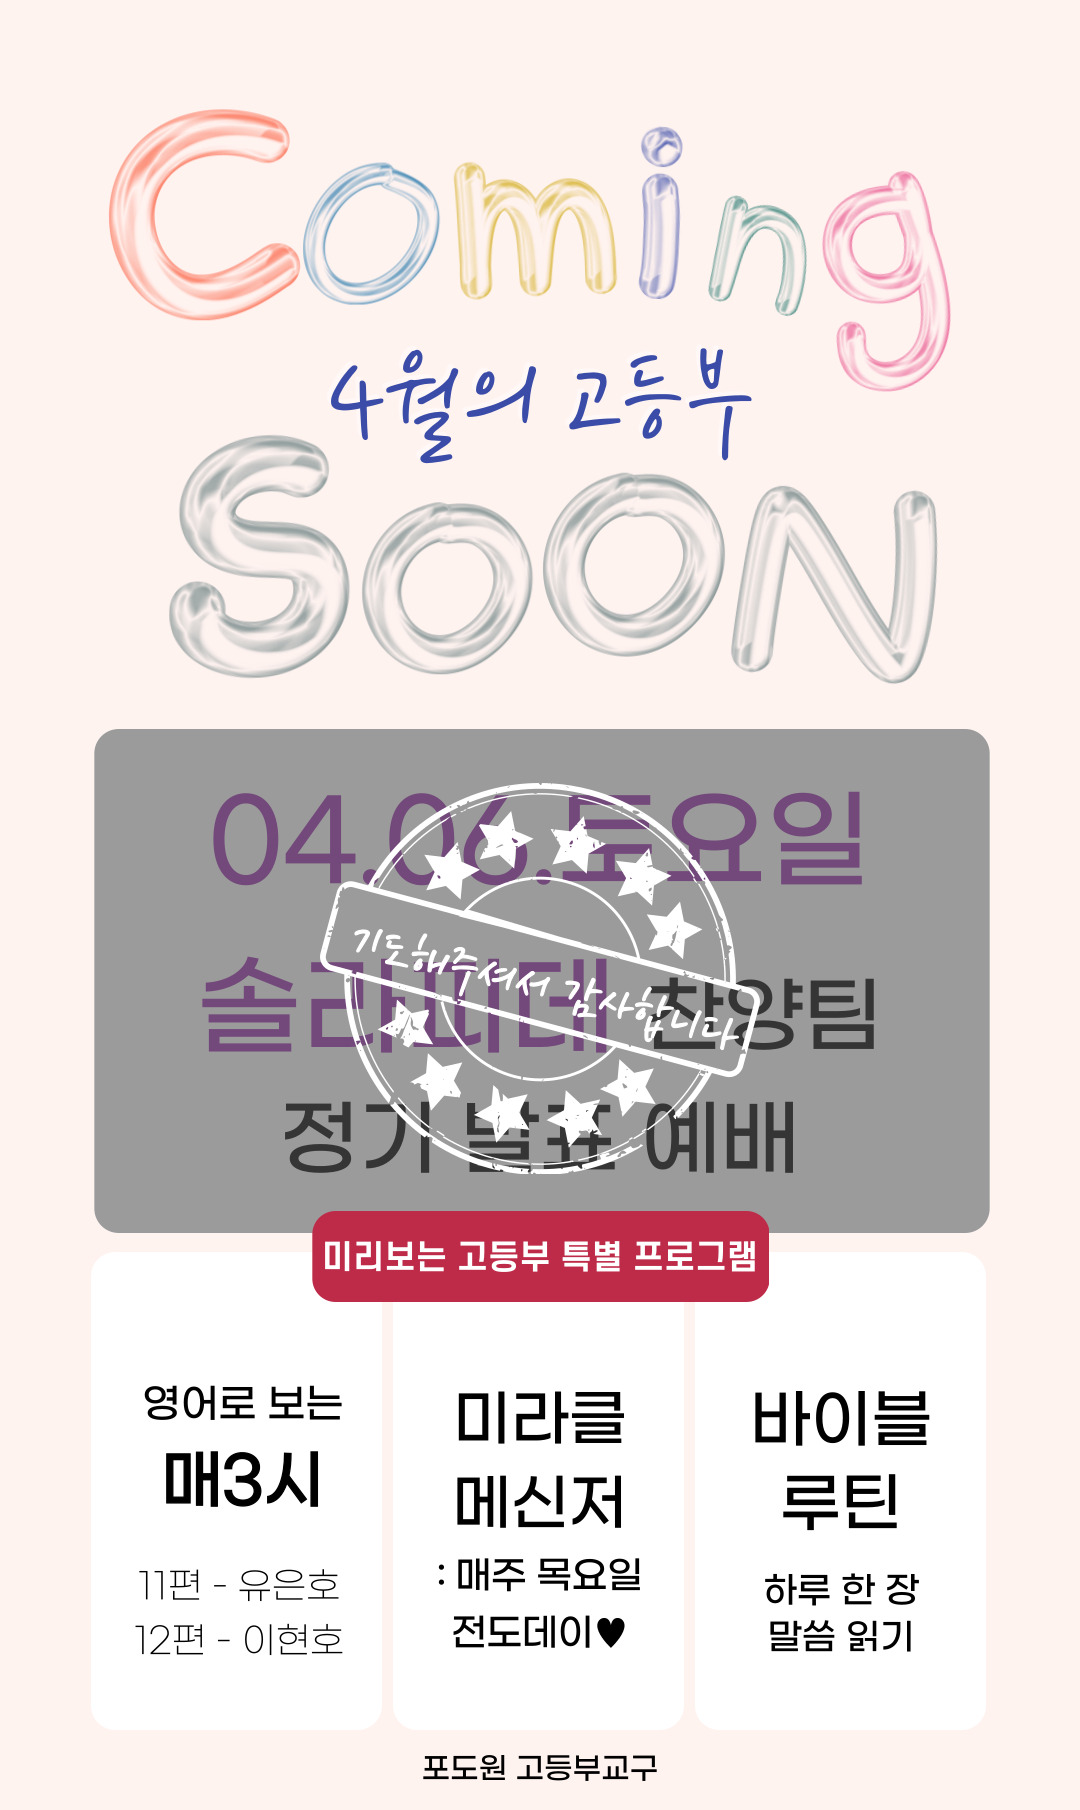 Coming
4월의 고등부
SOON
04.06.토요일
솔라피데 찬양팀
정기 발표 예배
기도해주셔서 감사합니다
미리보는 고등부 특별 프로그램
영어로 보는
매3시
11편 - 유은호
12편 - 이현호
미라클
메신저
: 매주 목요일
전도데이♥
바이블
루틴
하루 한 장
말씀 읽기
포도원 고등부교구